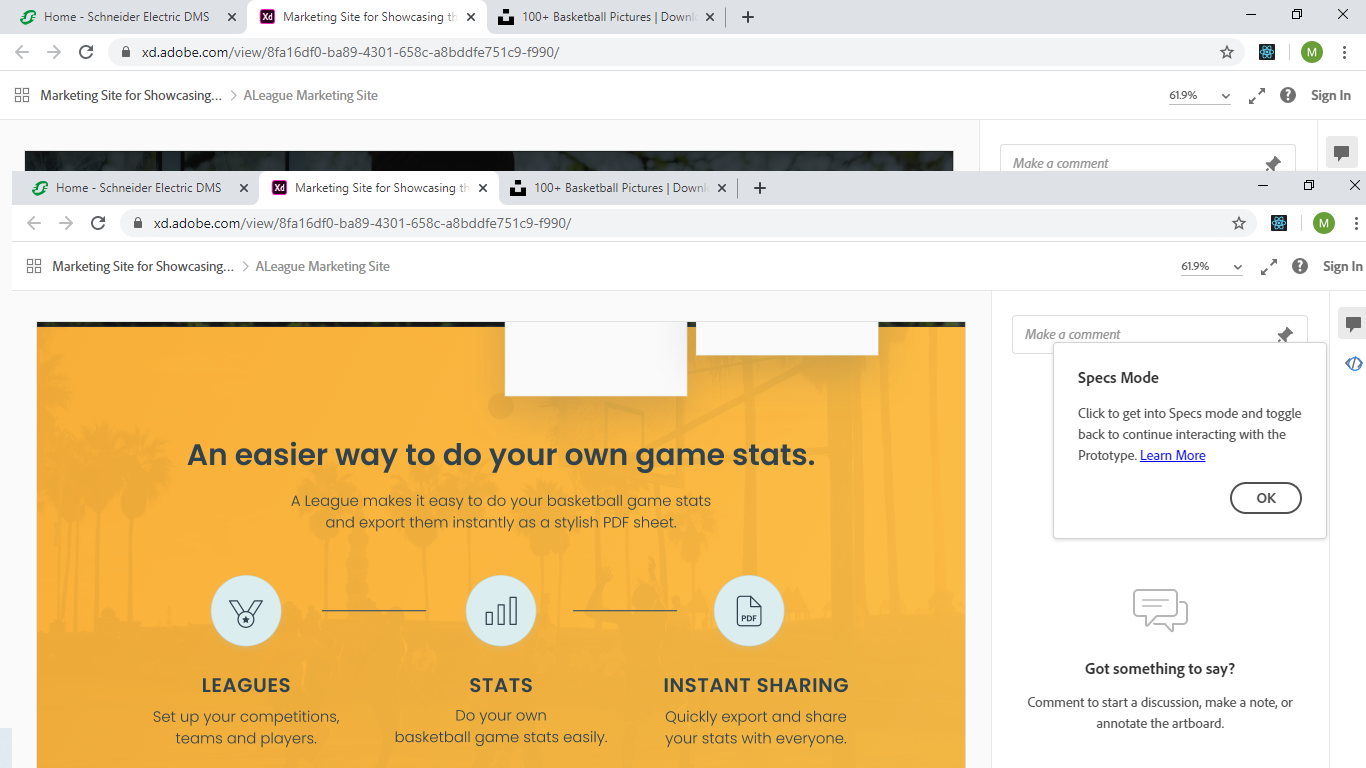 Home - Schneider Electric DMS
Marketing Site for Showcasing th
100+ Basketball Pictures | Downl
xd.adobe.com/view/8fa16df0-ba89-4301-658c-a8bddfe751c9-f990/
M
Marketing Site for Showcasing...
ALeague Marketing Site
61.9%
Sign In
Make a comment
Home - Schneider Electric DMS
Xd
Marketing Site for Showcasing th
100+ Basketball Pictures | Downl
xd.adobe.com/view/8fa16df0-ba89-4301-658c-a8bddfe751c9-f990/
M
Marketing Site for Showcasing...
ALeague Marketing Site
61.9%
Sign In
Make a comment
Specs Mode
Click to get into Specs mode and toggle
back to continue interacting with the
Prototype. Learn More
OK
An easier way to do your own game stats.
A League makes it easy to do your basketball game stats
and export them instantly as a stylish PDF sheet.
PDF
LEAGUES
Set up your competitions,
teams and players.
STATS
Do your own
basketball game stats easily.
INSTANT SHARING
Quickly export and share
your stats with everyone.
Got something to say?
Comment to start a discussion, make a note, or
annotate the artboard.